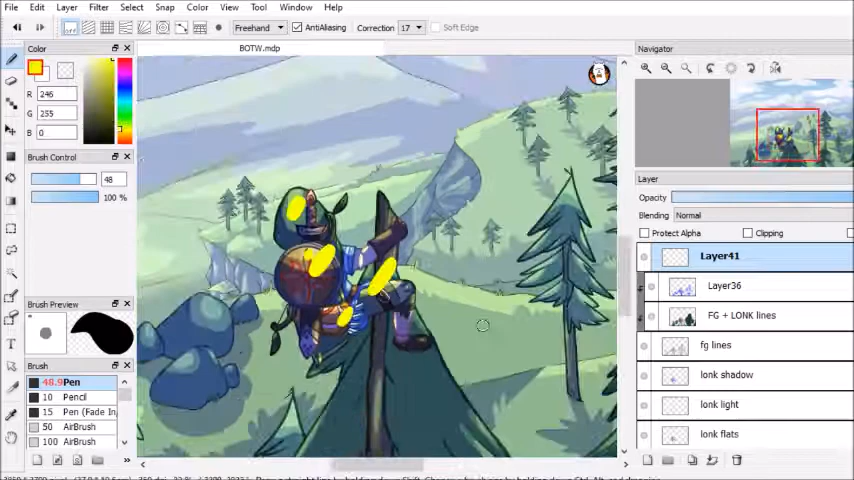 File Edit Layer Filter Select Snap Color View Tool Window Help
OFF Freehand AntiAliasing Correction 17 Soft Edge
BOTW.mdp
Color
R 246
G 255
B 0
Brush Control
48
100 %
Brush Preview
Brush
48.9 Pen
10 Pencil
15 Pen (Fade In,
50 AirBrush
100 AirBrush
Navigator
Layer
Opacity
Blending Normal
Protect Alpha Clipping
Layer41
Layer36
FG + LONK lines
fg lines
lonk shadow
lonk light
lonk flats